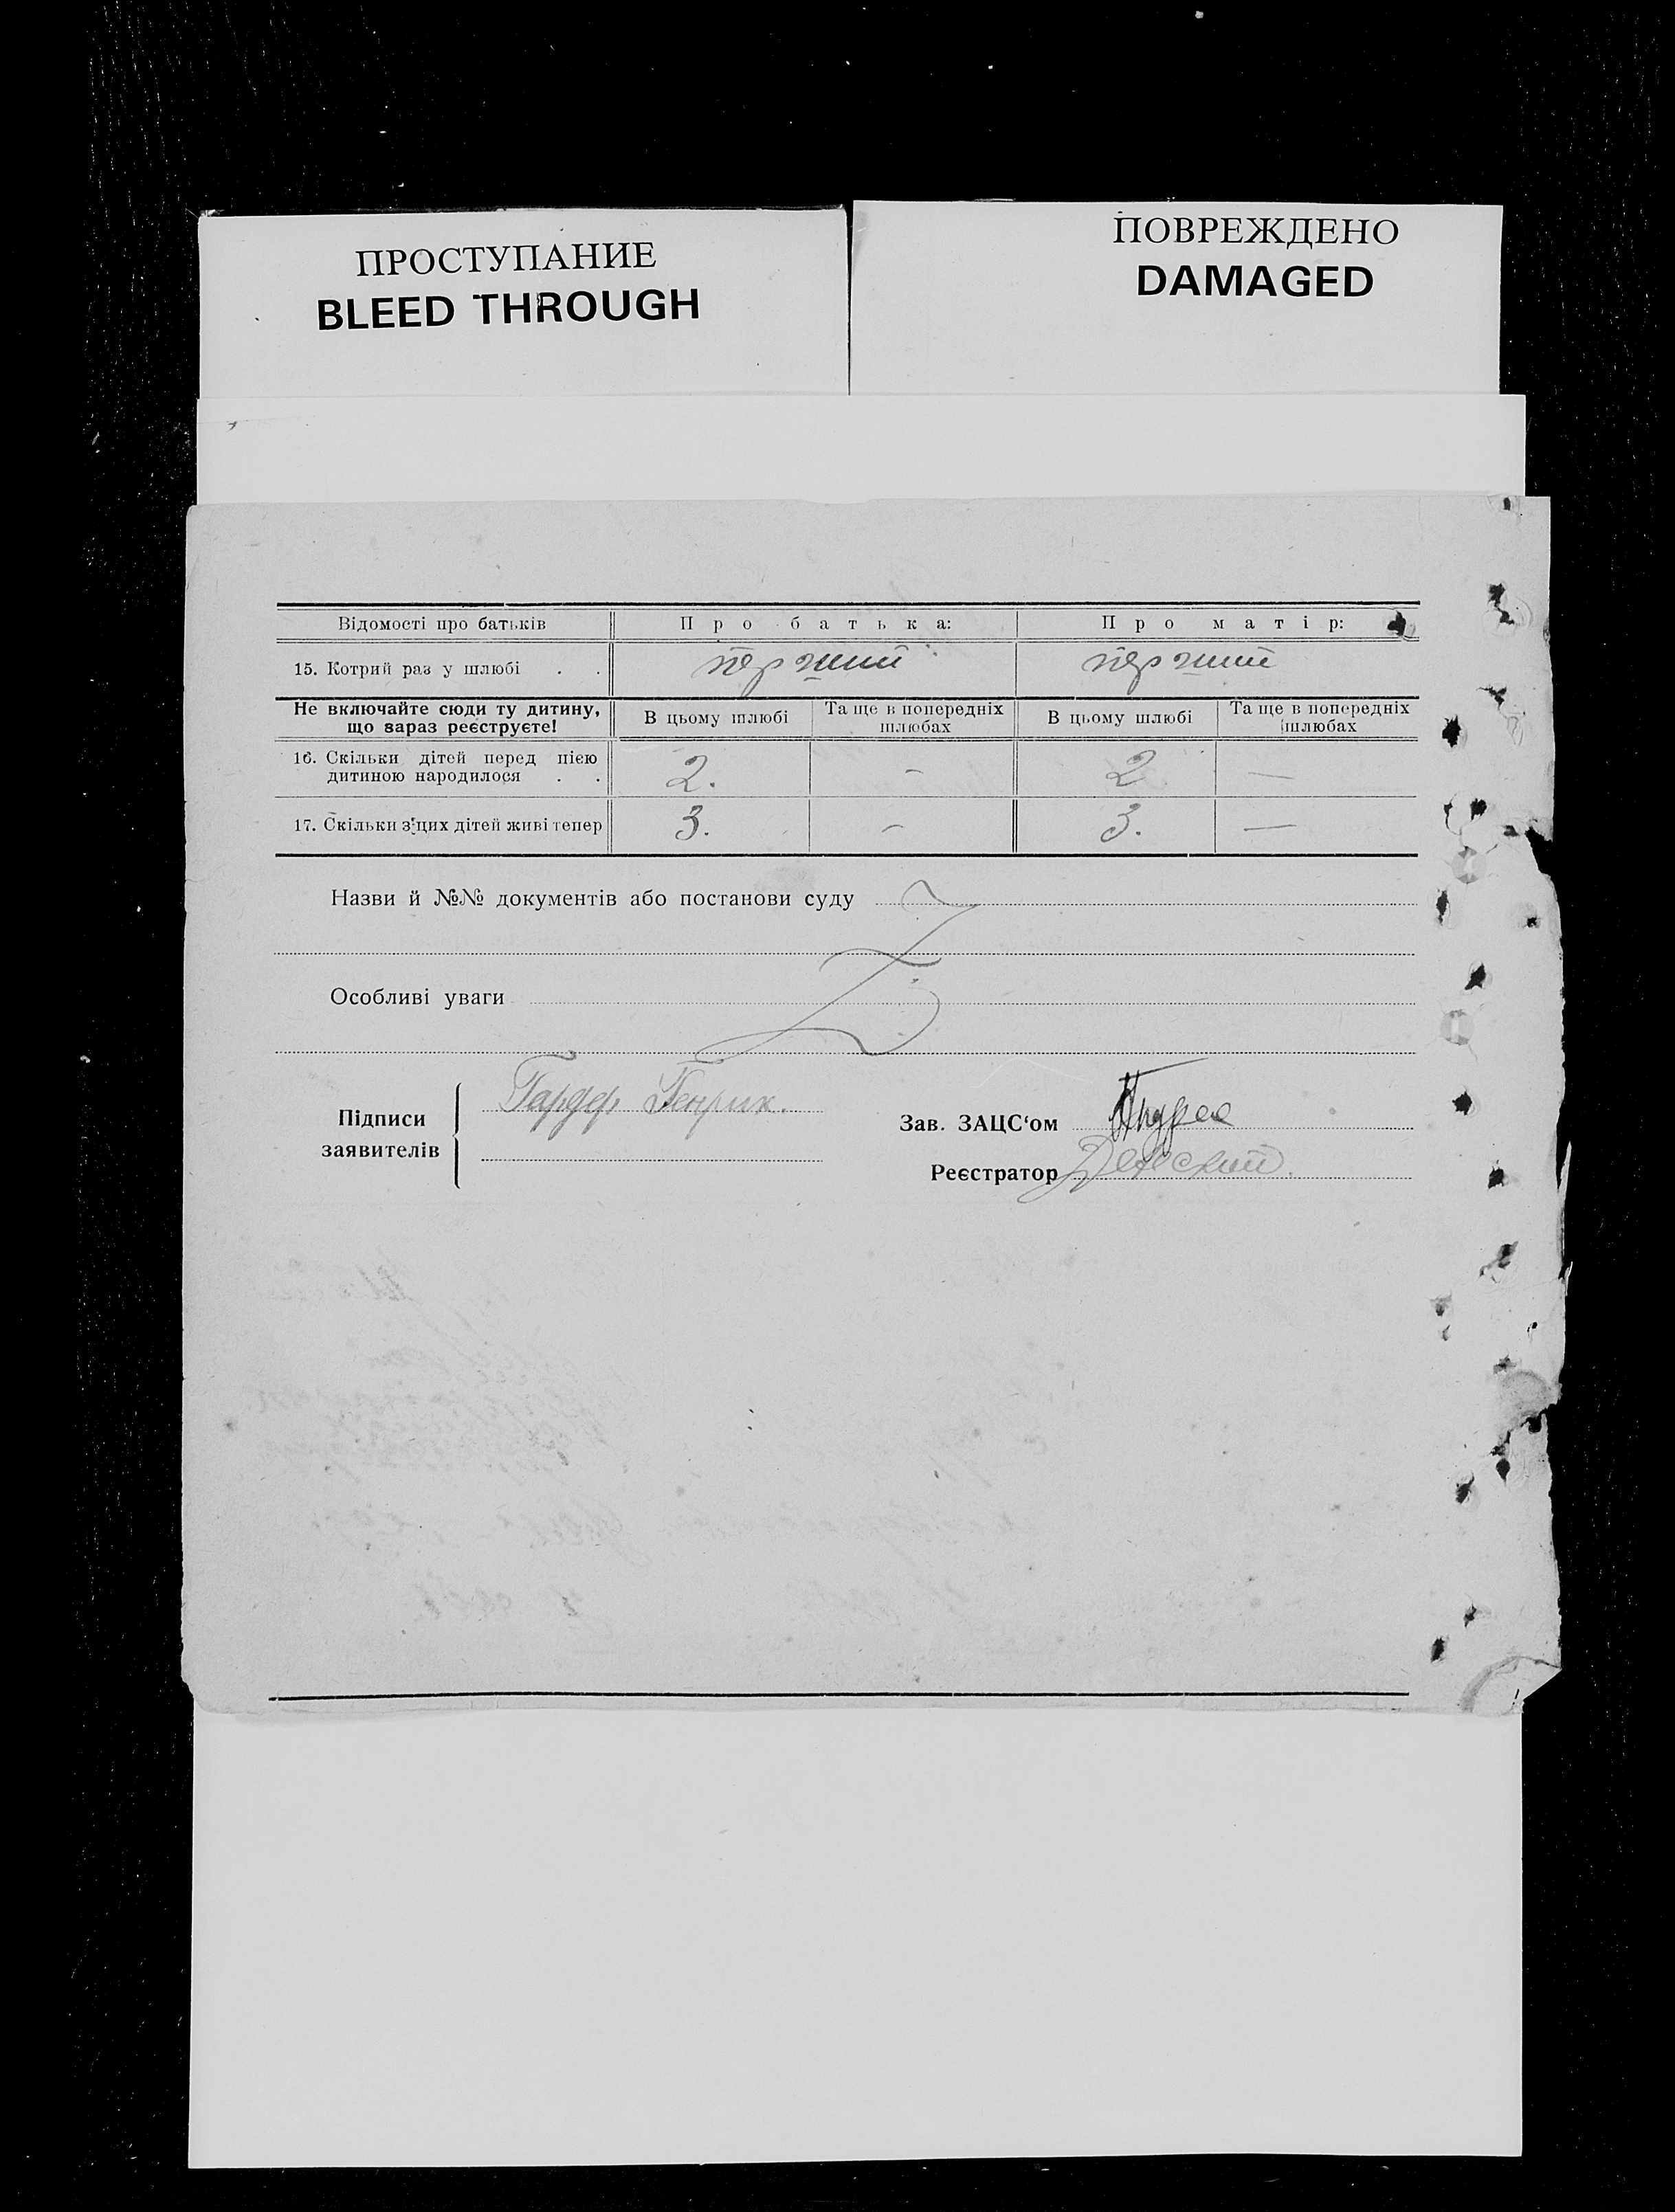 ПРОСТУПАНИЕ
BLEED THROUGH
ПОВРЕЖДЕНО
DAMAGED
Відомості про батьків Про батька: Про матір:
15. Котрий раз у шлюбі . . перший перший
Не включайте сюди ту дитину, що зараз реєструєте! В цьому шлюбі Та ще в попередніх шлюбах В цьому шлюбі Та ще в попередніх шлюбах
16. Скільки дітей перед цією
дитиною народилося . . 2. – 2 —
17. Скільки з цих дітей живі тепер 3. – 3. —
Назви й №№ документів або постанови суду
Особливі уваги
Підписи
заявителів
Гардер Генрих.
Зав. ЗАЦС‘ом
Реєстратор